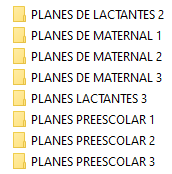 PLANES DE LACTANTES 2
PLANES DE MATERNAL 1
PLANES DE MATERNAL 2
PLANES DE MATERNAL 3
PLANES LACTANTES 3
PLANES PREESCOLAR 1
PLANES PREESCOLAR 2
PLANES PREESCOLAR 3